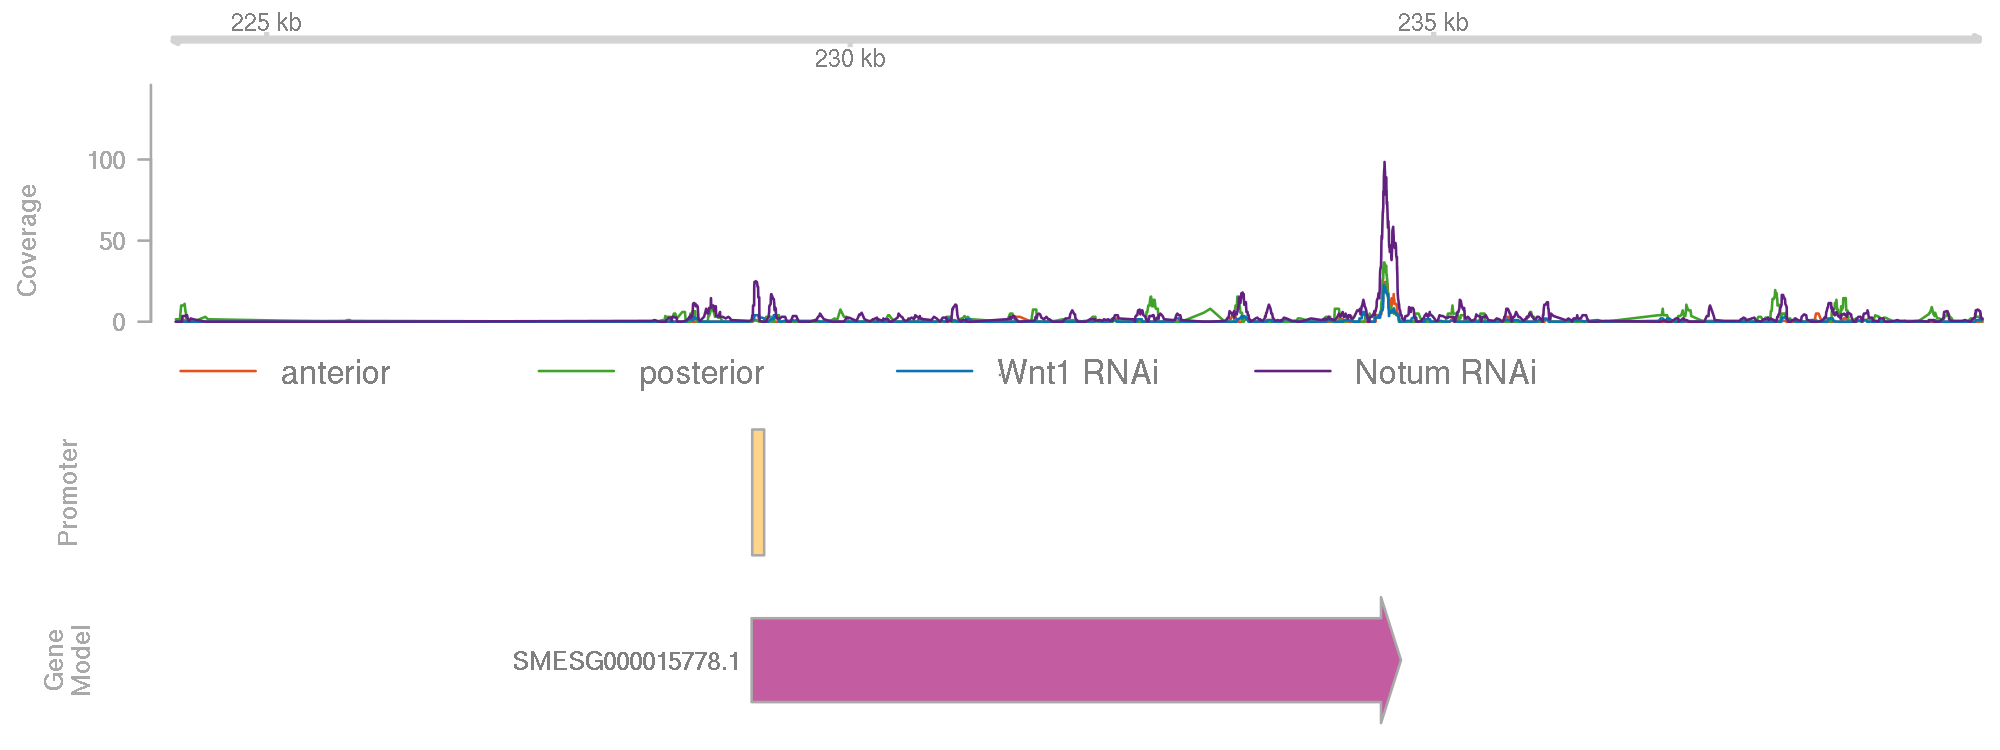 225 kb
235 kb
230 kb
Coverage
100
50
0
anterior
posterior
Wnt1 RNAi
Notum RNAi
Promoter
Gene
Model
SMESG000015778.1